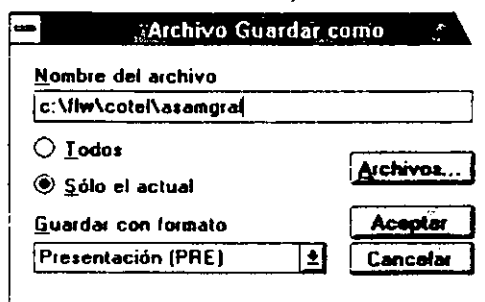 Archivo Guardar como
Nombre del archivo
c:\flw\cotel\asamgral
Todos
Sólo el actual
Archivos...
Guardar con formato
Aceptar
Presentación (PRE)
Cancelar